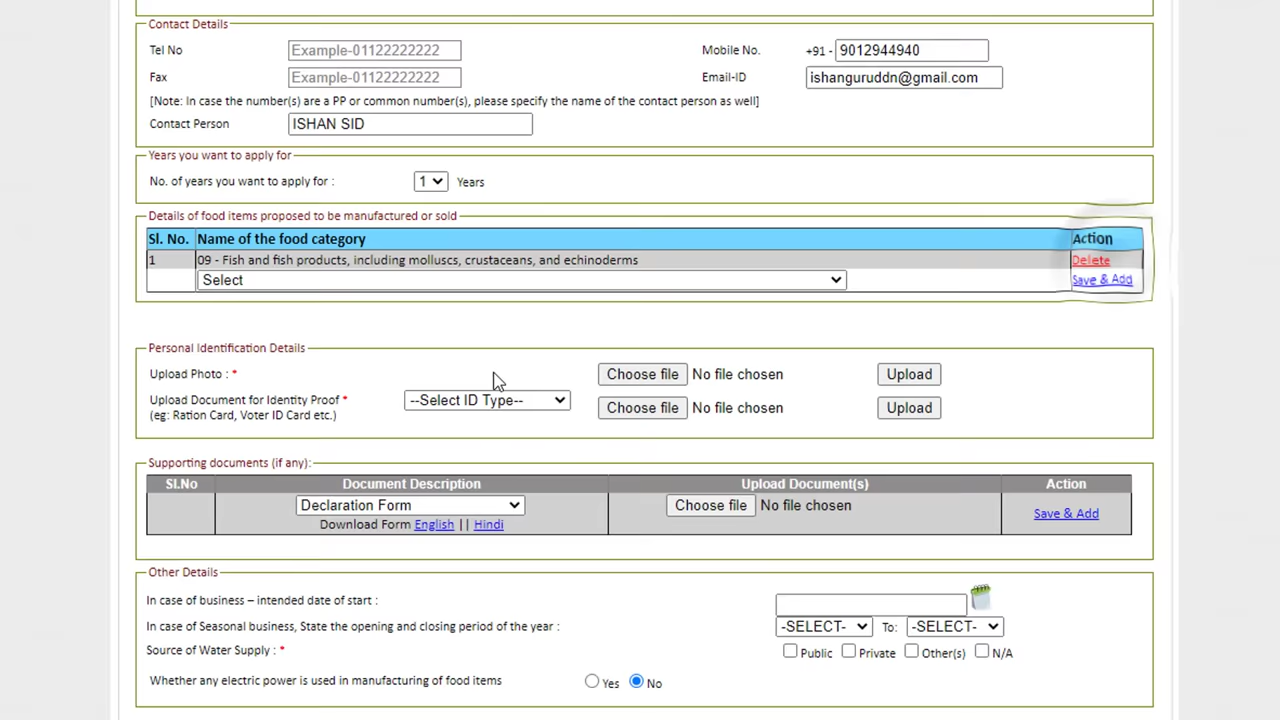 Contact Details
Tel No Example-01122222222 Mobile No. +91 - 9012944940
Fax Example-01122222222 Email-ID ishanguruddn@gmail.com
[Note: In case the number(s) are a PP or common number(s), please specify the name of the contact person as well]
Contact Person ISHAN SID
Years you want to apply for
No. of years you want to apply for : 1 Years
Details of food items proposed to be manufactured or sold
Sl. No. Name of the food category Action
1 09 - Fish and fish products, including molluscs, crustaceans, and echinoderms Delete
Select Save & Add
Personal Identification Details
Upload Photo : * Choose file No file chosen Upload
Upload Document for Identity Proof * --Select ID Type-- Choose file No file chosen Upload
(eg: Ration Card, Voter ID Card etc.)
Supporting documents (if any):
Sl.No Document Description Upload Document(s) Action
Declaration Form Choose file No file chosen Save & Add
Download Form English || Hindi
Other Details
In case of business – intended date of start :
In case of Seasonal business, State the opening and closing period of the year : -SELECT- To: -SELECT-
Source of Water Supply : * Public Private Other(s) N/A
Whether any electric power is used in manufacturing of food items Yes No